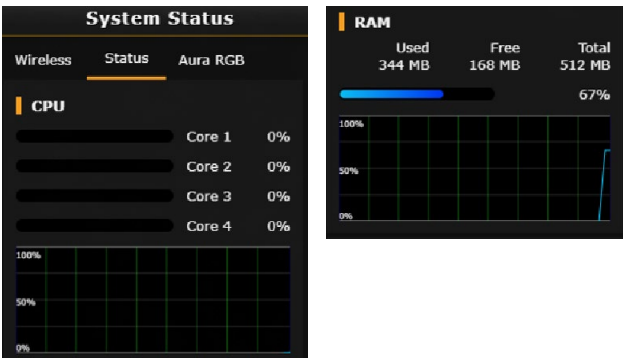 System Status
Wireless Status Aura RGB
CPU
Core 1 0%
Core 2 0%
Core 3 0%
Core 4 0%
100%
50%
0%
RAM
Used Free Total
344 MB 168 MB 512 MB
67%
100%
50%
0%